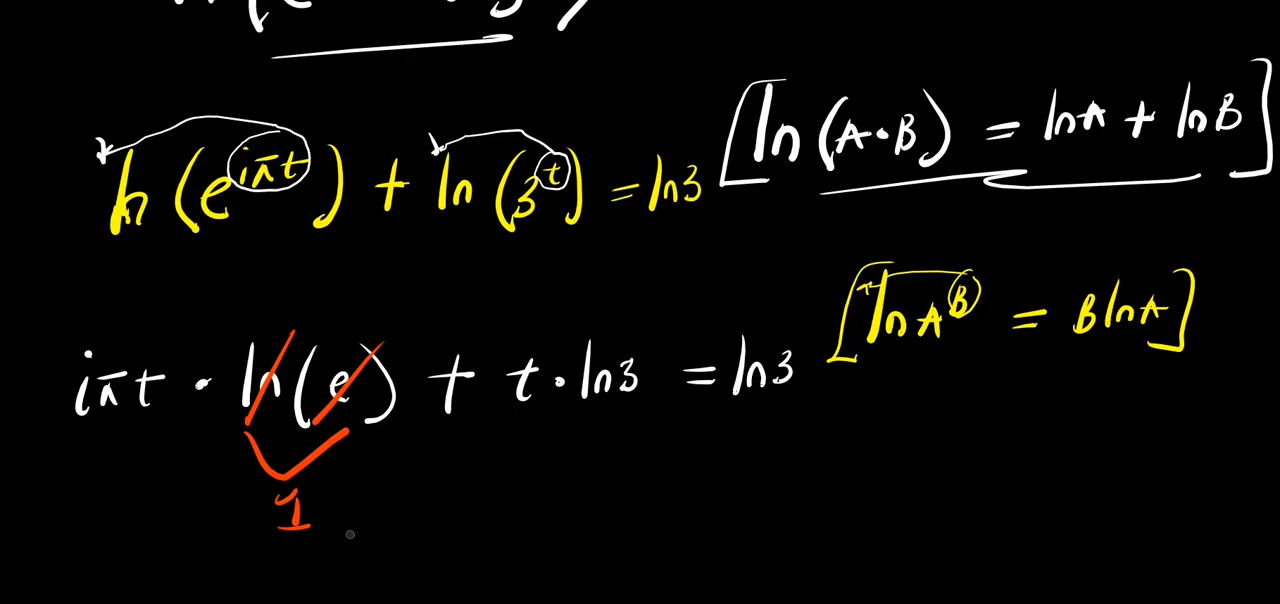 ln(e^{iπt}) + ln(3^t) = ln3 [ln(A·B) = lnA + lnB]
[lnA^B = BlnA]
iπt · ln(e) + t·ln3 = ln3
1